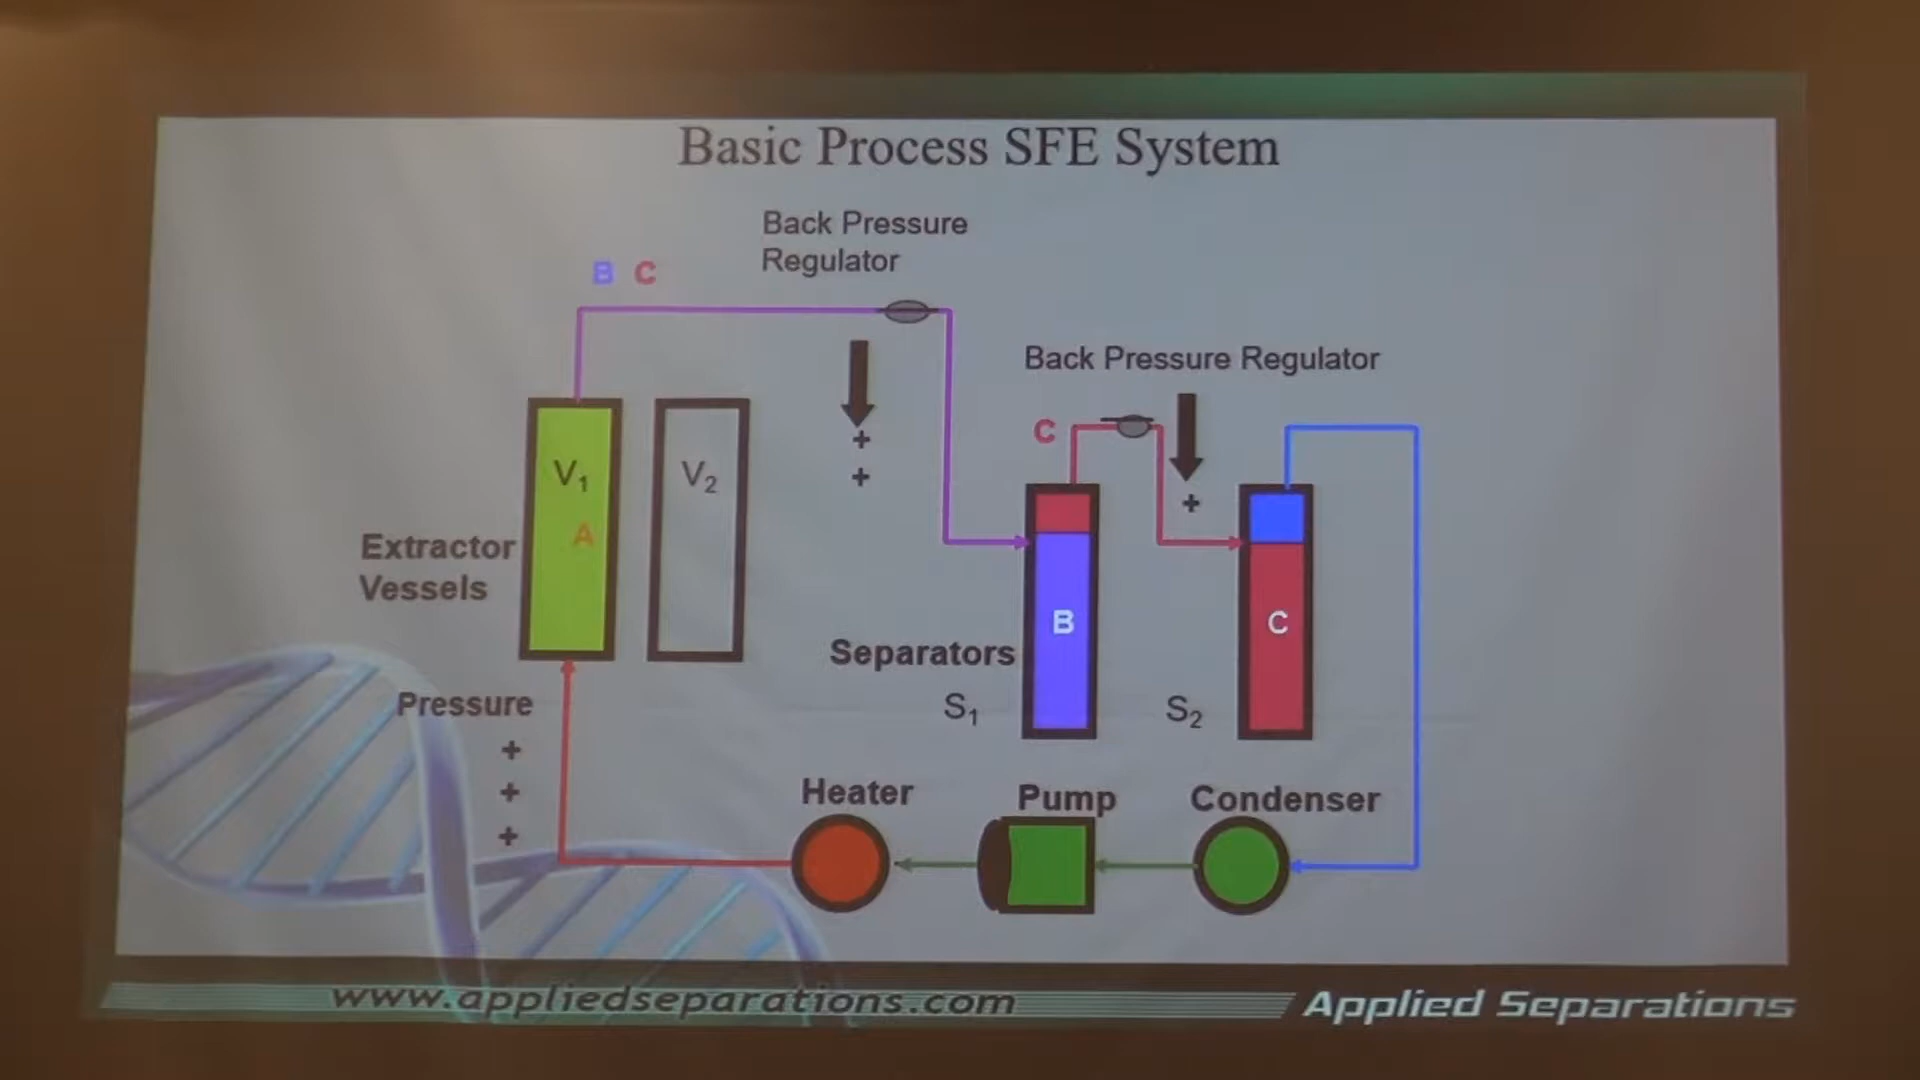 Basic Process SFE System
Back Pressure
Regulator
B C
Back Pressure Regulator
+
+
C
+
V1
V2
A
Extractor
Vessels
B
C
Separators
S1
S2
Pressure
+
+
+
Heater
Pump
Condenser
www.appliedseparations.com
Applied Separations